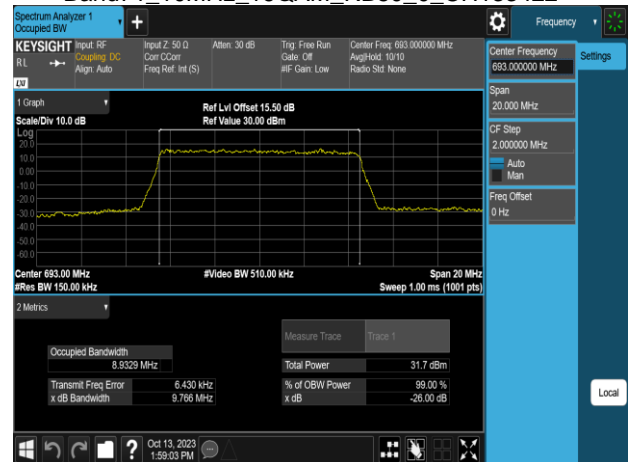 Spectrum Analyzer 1
Occupied BW
Frequency
KEYSIGHT
RL
LXI
Input: RF
Coupling: DC
Align: Auto
Input Z: 50 Ω
Corr CCorr
Freq Ref: Int (S)
Atten: 30 dB
Trig: Free Run
Gate: Off
#IF Gain: Low
Center Freq: 693.000000 MHz
Avg|Hold: 10/10
Radio Std: None
Center Frequency
693.000000 MHz
Settings
Span
20.000 MHz
CF Step
2.000000 MHz
Auto
Man
Freq Offset
0 Hz
1 Graph
Scale/Div 10.0 dB
Ref Lvl Offset 15.50 dB
Ref Value 30.00 dBm
Log
20.0
10.0
0.00
-10.0
-20.0
-30.0
-40.0
-50.0
-60.0
Center 693.00 MHz
#Video BW 510.00 kHz
Span 20 MHz
#Res BW 150.00 kHz
Sweep 1.00 ms (1001 pts)
2 Metrics
Measure Trace
Trace 1
Occupied Bandwidth
8.9329 MHz
Total Power
31.7 dBm
Transmit Freq Error
6.430 kHz
% of OBW Power
99.00 %
x dB Bandwidth
9.766 MHz
x dB
-26.00 dB
Local
?
Oct 13, 2023
1:59:03 PM